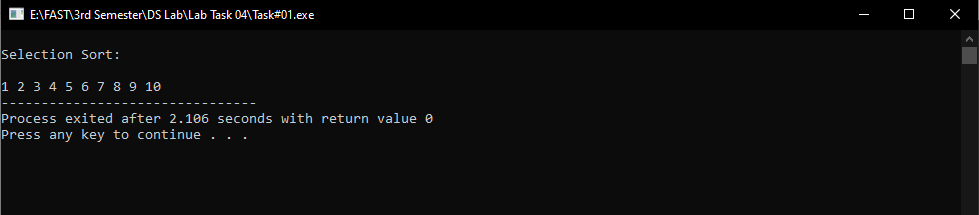 E:\FAST\3rd Semester\DS Lab\Lab Task 04\Task#01.exe
Selection Sort:
1 2 3 4 5 6 7 8 9 10
--------------------------------
Process exited after 2.106 seconds with return value 0
Press any key to continue . . .